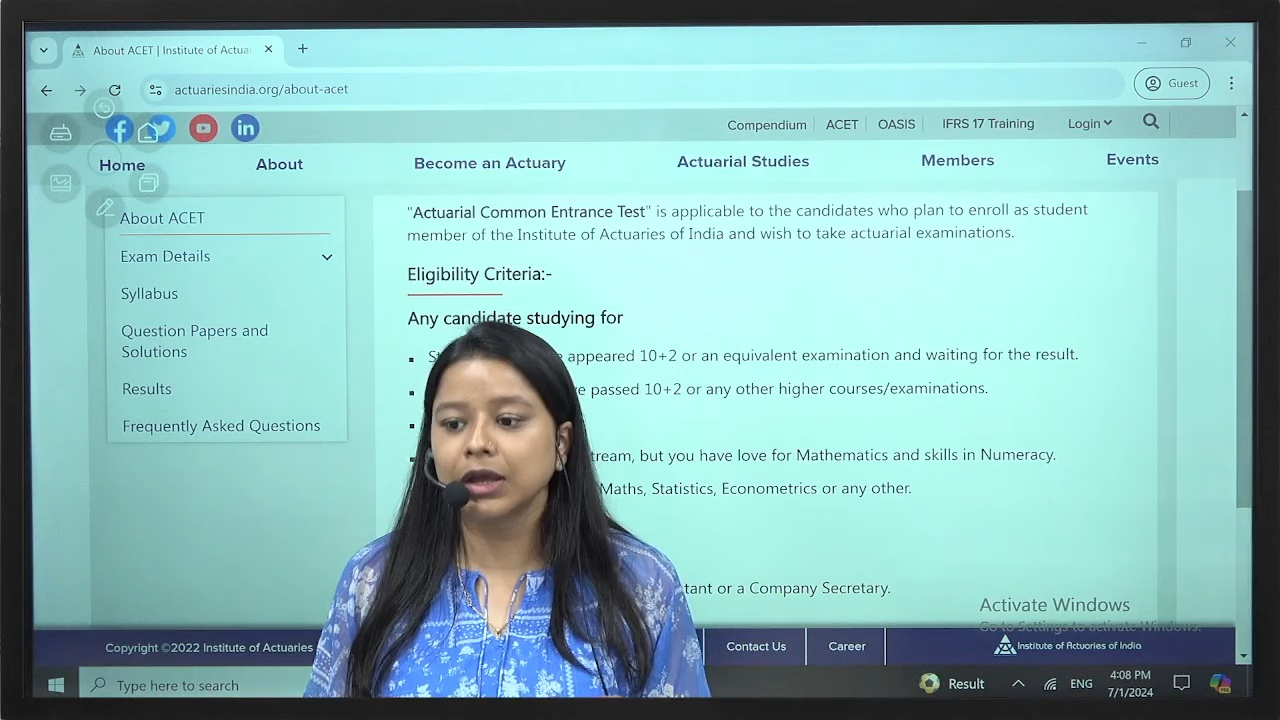 About ACET | Institute of Actua
actuariesindia.org/about-acet
Guest
Compendium ACET OASIS IFRS 17 Training Login
Home About Become an Actuary Actuarial Studies Members Events
About ACET
Exam Details
Syllabus
Question Papers and
Solutions
Results
Frequently Asked Questions
"Actuarial Common Entrance Test" is applicable to the candidates who plan to enroll as student
member of the Institute of Actuaries of India and wish to take actuarial examinations.
Eligibility Criteria:-
Any candidate studying for
appeared 10+2 or an equivalent examination and waiting for the result.
passed 10+2 or any other higher courses/examinations.
but you have love for Mathematics and skills in Numeracy.
Maths, Statistics, Econometrics or any other.
or a Company Secretary.
Activate Windows
Go to Settings to activate Windows.
Copyright ©2022 Institute of Actuaries
Contact Us Career
Institute of Actuaries of India
Type here to search
Result
ENG
4:08 PM
7/1/2024